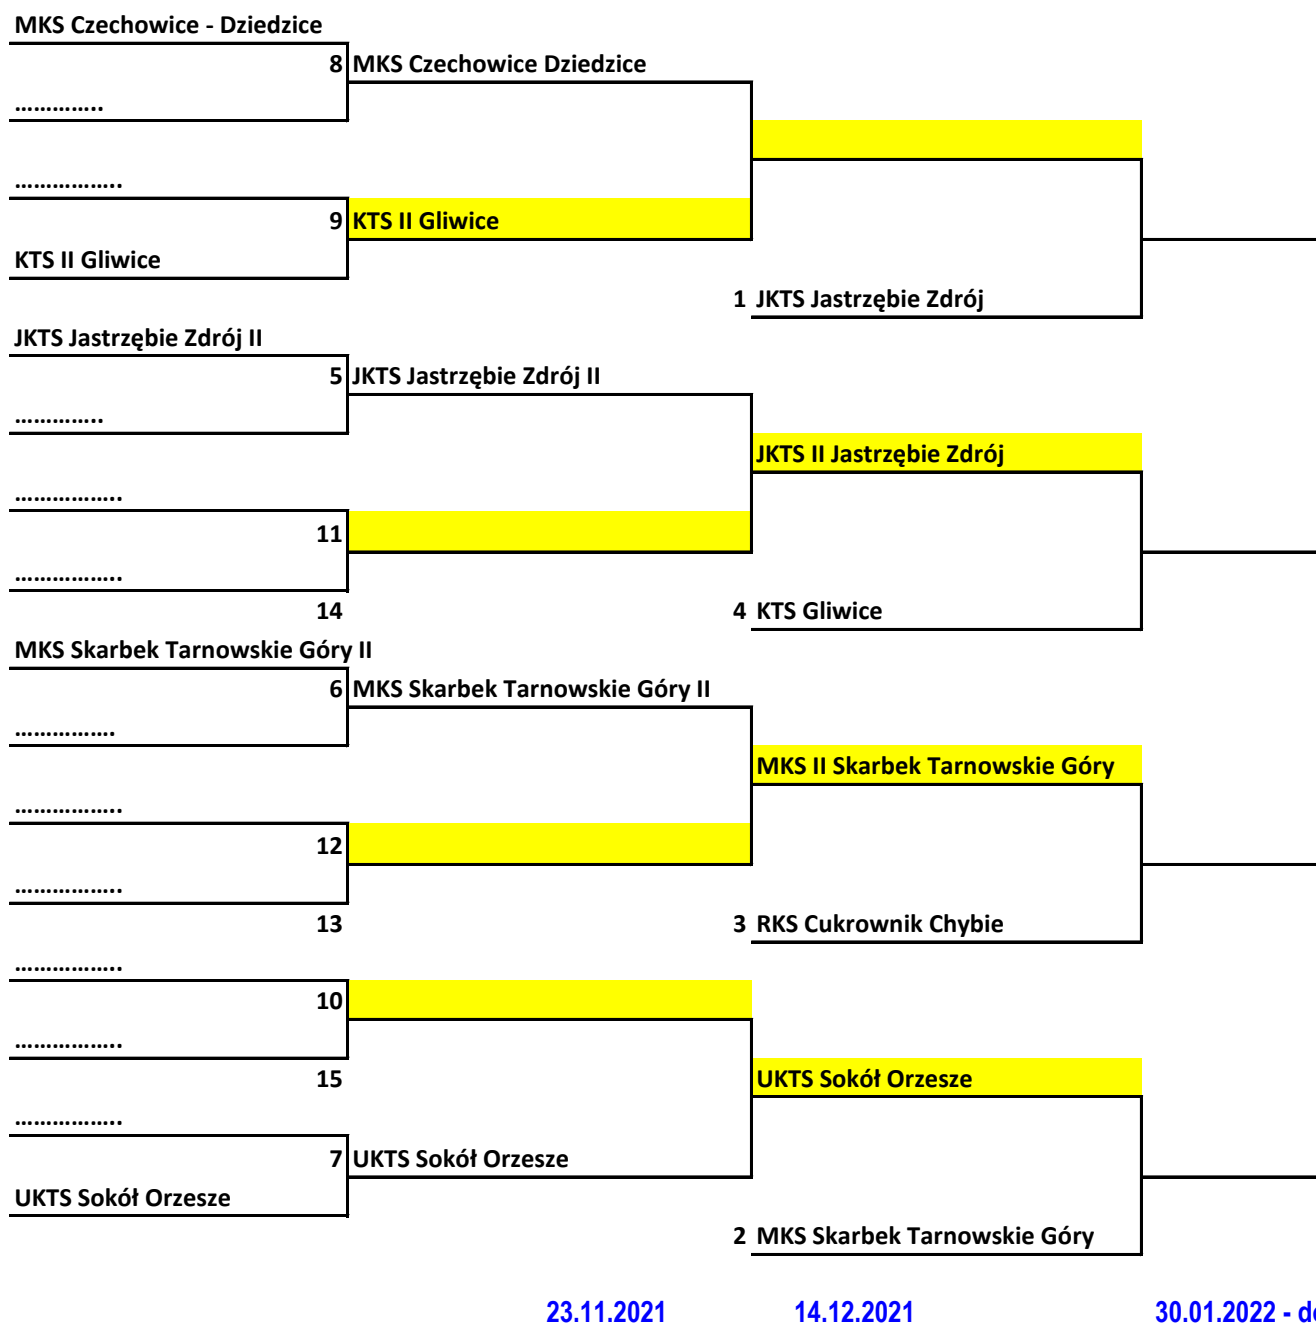 MKS Czechowice - Dziedzice
8 MKS Czechowice Dziedzice
…………..
……………..
9 KTS II Gliwice
KTS II Gliwice
1 JKTS Jastrzębie Zdrój
JKTS Jastrzębie Zdrój II
5 JKTS Jastrzębie Zdrój II
…………..
JKTS II Jastrzębie Zdrój
……………..
11
……………..
14
4 KTS Gliwice
MKS Skarbek Tarnowskie Góry II
6 MKS Skarbek Tarnowskie Góry II
…………….
MKS II Skarbek Tarnowskie Góry
……………..
12
……………..
13
3 RKS Cukrownik Chybie
……………..
10
……………..
15
UKTS Sokół Orzesze
……………..
7 UKTS Sokół Orzesze
UKTS Sokół Orzesze
2 MKS Skarbek Tarnowskie Góry
23.11.2021 14.12.2021 30.01.2022 -